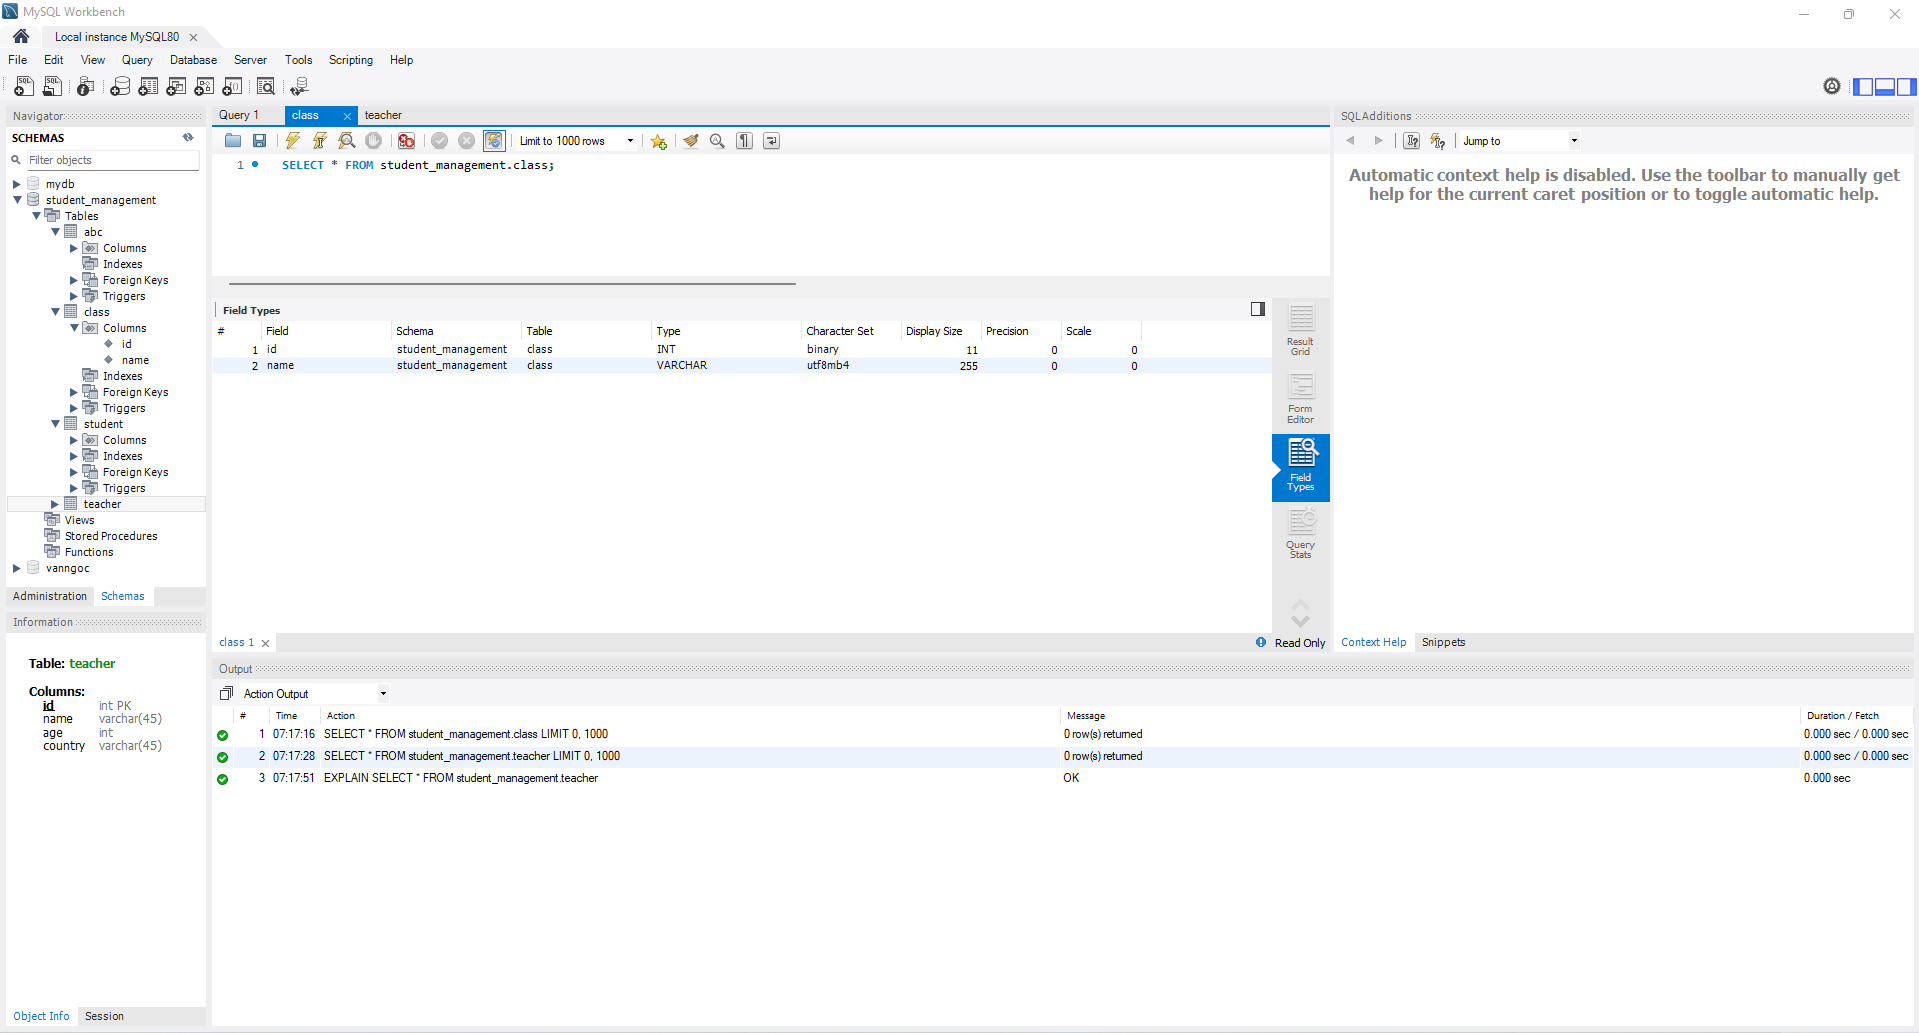 MySQL Workbench
Local instance MySQL80
File Edit View Query Database Server Tools Scripting Help
Navigator
SCHEMAS
Filter objects
mydb
student_management
Tables
abc
Columns
Indexes
Foreign Keys
Triggers
class
Columns
id
name
Indexes
Foreign Keys
Triggers
student
Columns
Indexes
Foreign Keys
Triggers
teacher
Views
Stored Procedures
Functions
vanngoc
Administration Schemas
Information
Table: teacher
Columns:
id int PK
name varchar(45)
age int
country varchar(45)
Object Info Session
Query 1 class teacher
Limit to 1000 rows
1 SELECT * FROM student_management.class;
Field Types
# Field Schema Table Type Character Set Display Size Precision Scale
1 id student_management class INT binary 11 0 0
2 name student_management class VARCHAR utf8mb4 255 0 0
Result
Grid
Form
Editor
Field
Types
Query
Stats
class 1 Read Only
SQLAdditions
Jump to
Automatic context help is disabled. Use the toolbar to manually get
help for the current caret position or to toggle automatic help.
Context Help Snippets
Output
Action Output
# Time Action Message Duration / Fetch
1 07:17:16 SELECT * FROM student_management.class LIMIT 0, 1000 0 row(s) returned 0.000 sec / 0.000 sec
2 07:17:28 SELECT * FROM student_management.teacher LIMIT 0, 1000 0 row(s) returned 0.000 sec / 0.000 sec
3 07:17:51 EXPLAIN SELECT * FROM student_management.teacher OK 0.000 sec